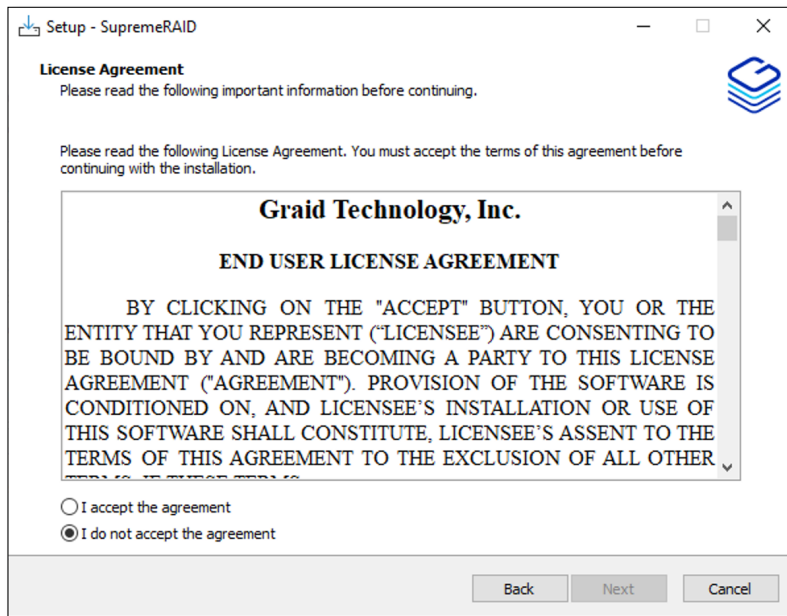 Setup - SupremeRAID
License Agreement
Please read the following important information before continuing.
Please read the following License Agreement. You must accept the terms of this agreement before
continuing with the installation.
Graid Technology, Inc.
END USER LICENSE AGREEMENT
BY CLICKING ON THE "ACCEPT" BUTTON, YOU OR THE
ENTITY THAT YOU REPRESENT (“LICENSEE”) ARE CONSENTING TO
BE BOUND BY AND ARE BECOMING A PARTY TO THIS LICENSE
AGREEMENT ("AGREEMENT"). PROVISION OF THE SOFTWARE IS
CONDITIONED ON, AND LICENSEE’S INSTALLATION OR USE OF
THIS SOFTWARE SHALL CONSTITUTE, LICENSEE’S ASSENT TO THE
TERMS OF THIS AGREEMENT TO THE EXCLUSION OF ALL OTHER
I accept the agreement
I do not accept the agreement
Back
Next
Cancel